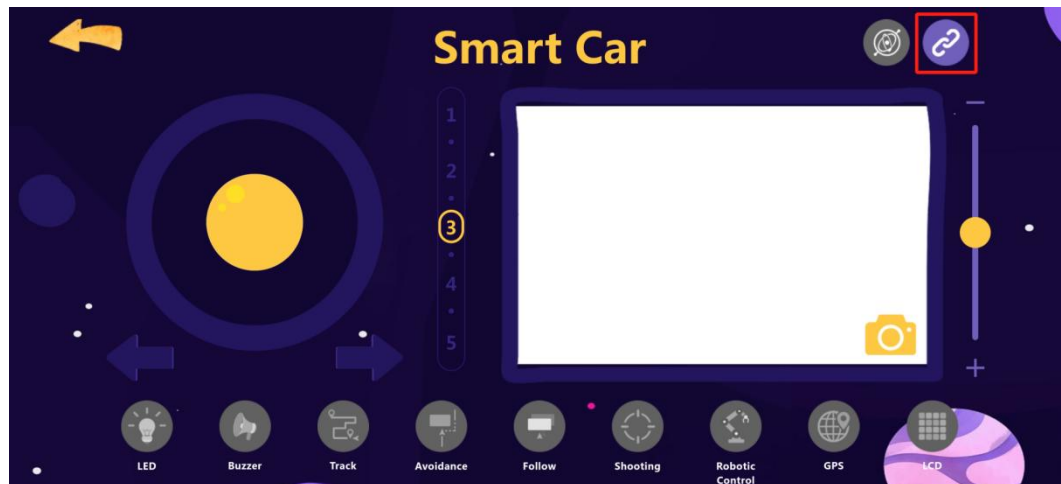 Smart Car
1
2
3
4
5
LED
Buzzer
Track
Avoidance
Follow
Shooting
Robotic
Control
GPS
LCD